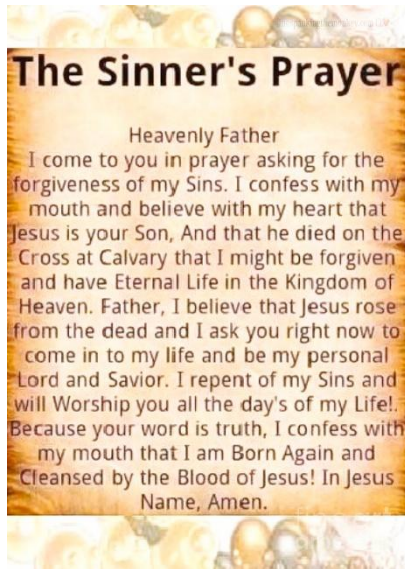 The Sinner's Prayer
Heavenly Father
I come to you in prayer asking for the
forgiveness of my Sins. I confess with my
mouth and believe with my heart that
Jesus is your Son, And that he died on the
Cross at Calvary that I might be forgiven
and have Eternal Life in the Kingdom of
Heaven. Father, I believe that Jesus rose
from the dead and I ask you right now to
come in to my life and be my personal
Lord and Savior. I repent of my Sins and
will Worship you all the day's of my Life!.
Because your word is truth, I confess with
my mouth that I am Born Again and
Cleansed by the Blood of Jesus! In Jesus
Name, Amen.